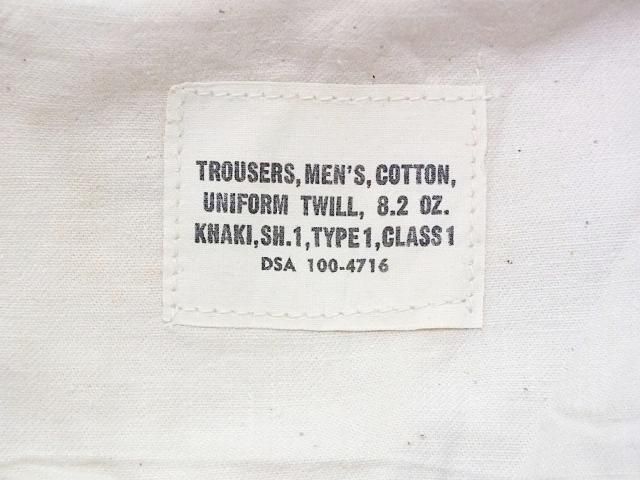 TROUSERS, MEN'S, COTTON,
UNIFORM TWILL, 8.2 OZ.
KNAKI, SH.1, TYPE 1, CLASS 1
DSA 100-4716